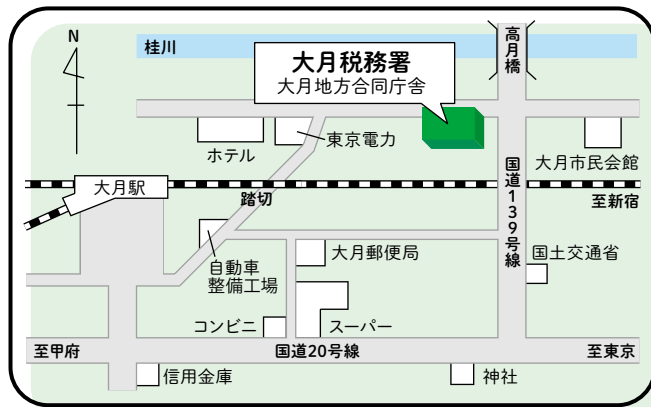 N
桂川
高月橋
大月税務署
大月地方合同庁舎
東京電力
ホテル
大月市民会館
国道139号線
大月駅
踏切
至新宿
自動車
整備工場
大月郵便局
国土交通省
コンビニ
スーパー
至甲府
国道20号線
至東京
信用金庫
神社